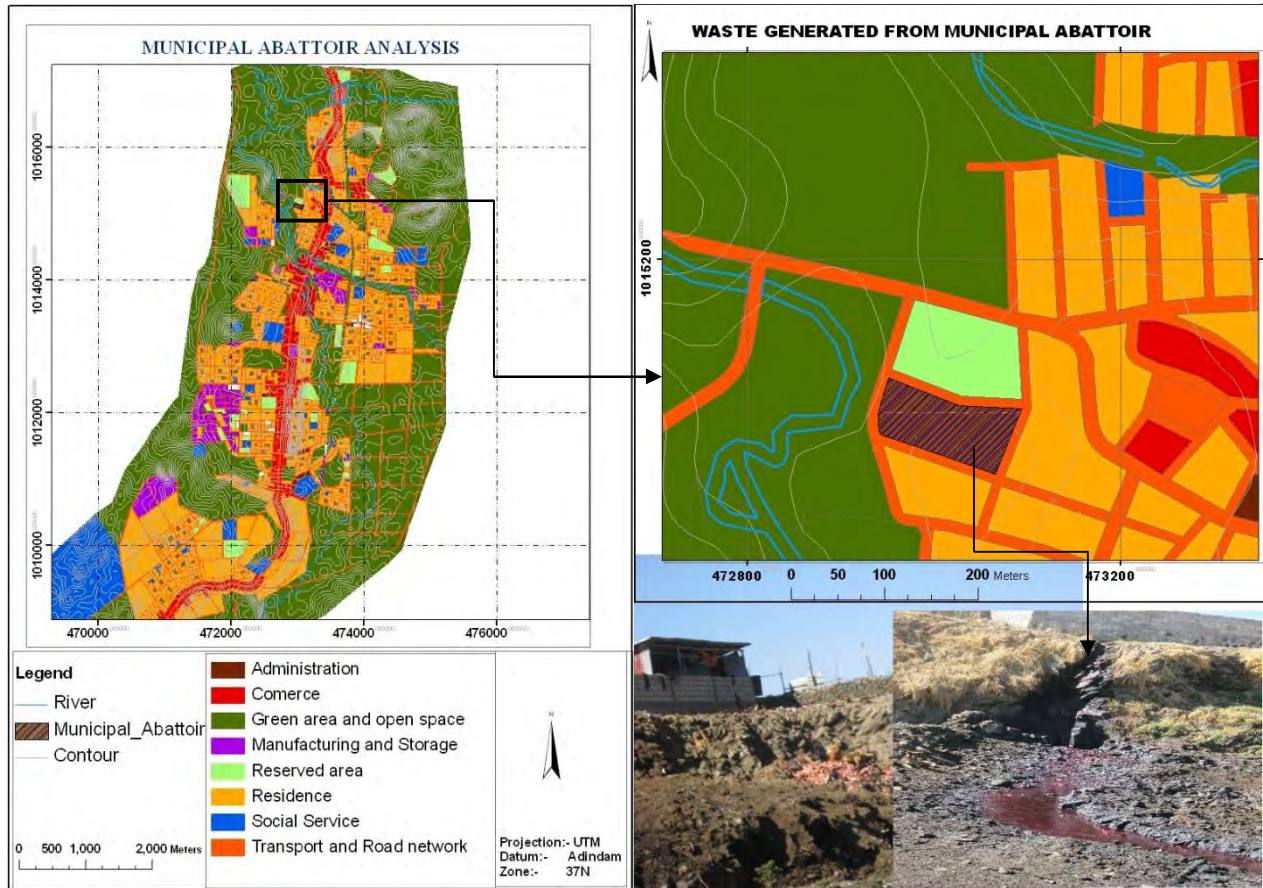 MUNICIPAL ABATTOIR ANALYSIS
1016000
1014000
1012000
1010000
470000
472000
474000
476000
Legend
River
Municipal_Abattoir
Contour
0 500 1,000 2,000 Meters
Administration
Comerce
Green area and open space
Manufacturing and Storage
Reserved area
Residence
Social Service
Transport and Road network
N
Projection:- UTM
Datum:- Adindam
Zone:- 37N
N
WASTE GENERATED FROM MUNICIPAL ABATTOIR
1015200
472800
0 50 100 200 Meters
473200